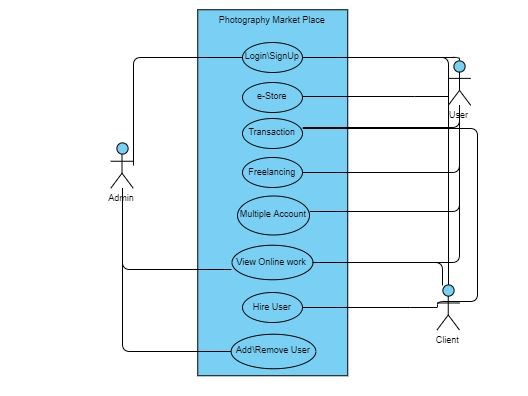 Photography Market Place
Login\SignUp
e-Store
User
Transaction
Freelancing
Admin
Multiple Account
View Online work
Hire User
Client
Add\Remove User